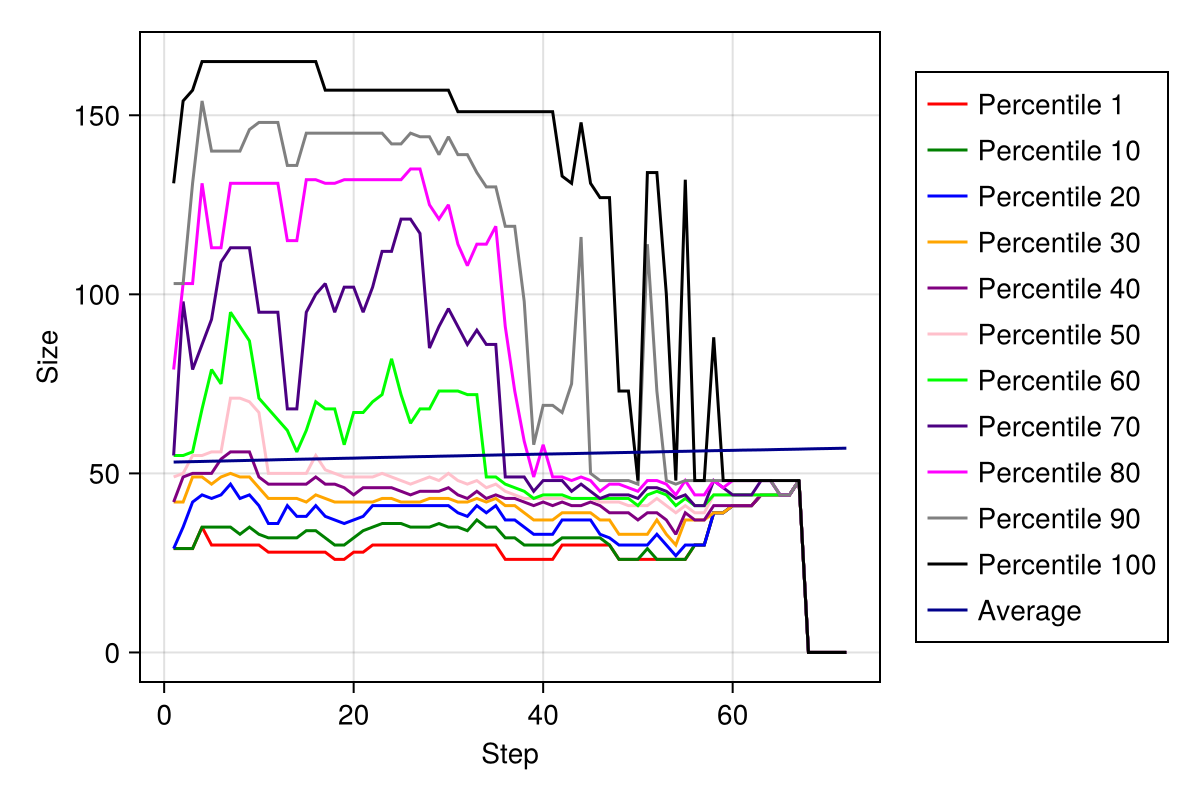 150
100
50
0
Size
0
20
40
60
Step
Percentile 1
Percentile 10
Percentile 20
Percentile 30
Percentile 40
Percentile 50
Percentile 60
Percentile 70
Percentile 80
Percentile 90
Percentile 100
Average